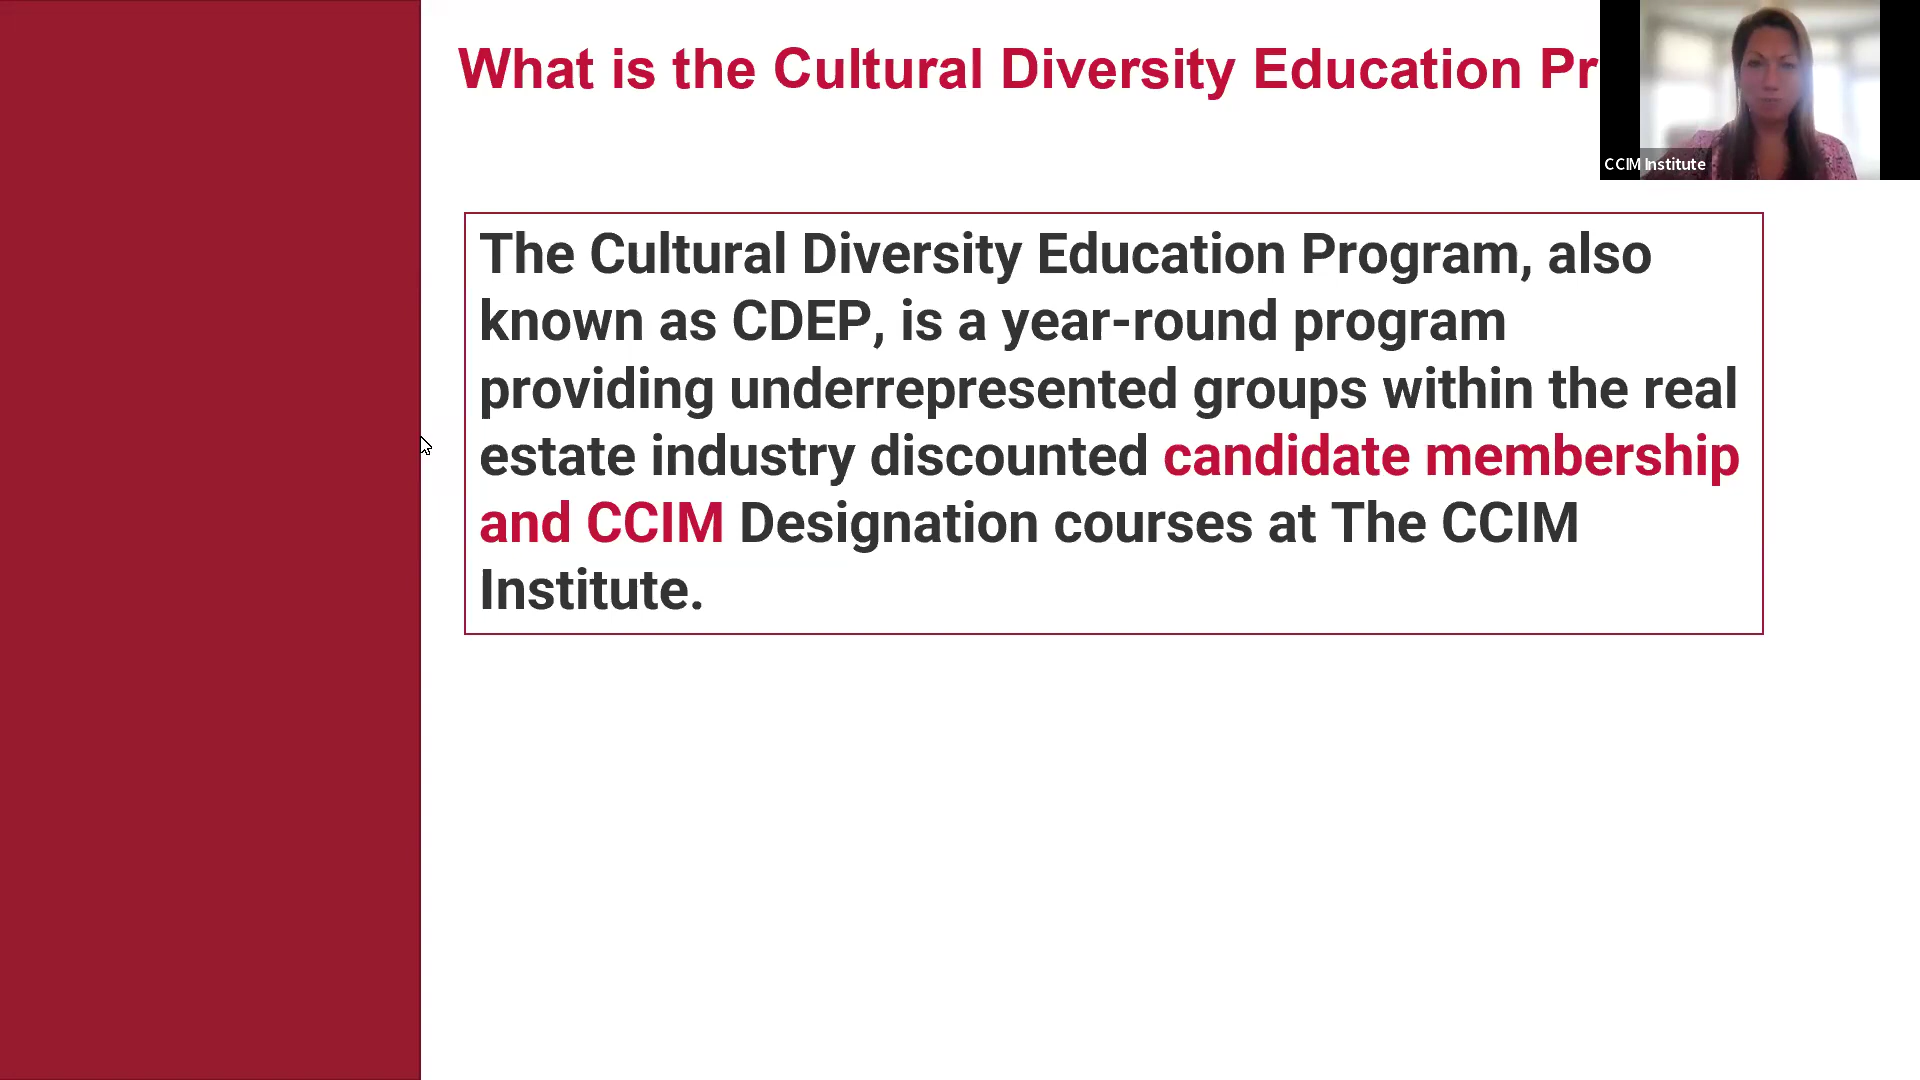 What is the Cultural Diversity Education Pr
CCIM Institute
The Cultural Diversity Education Program, also
known as CDEP, is a year-round program
providing underrepresented groups within the real
estate industry discounted candidate membership
and CCIM Designation courses at The CCIM
Institute.